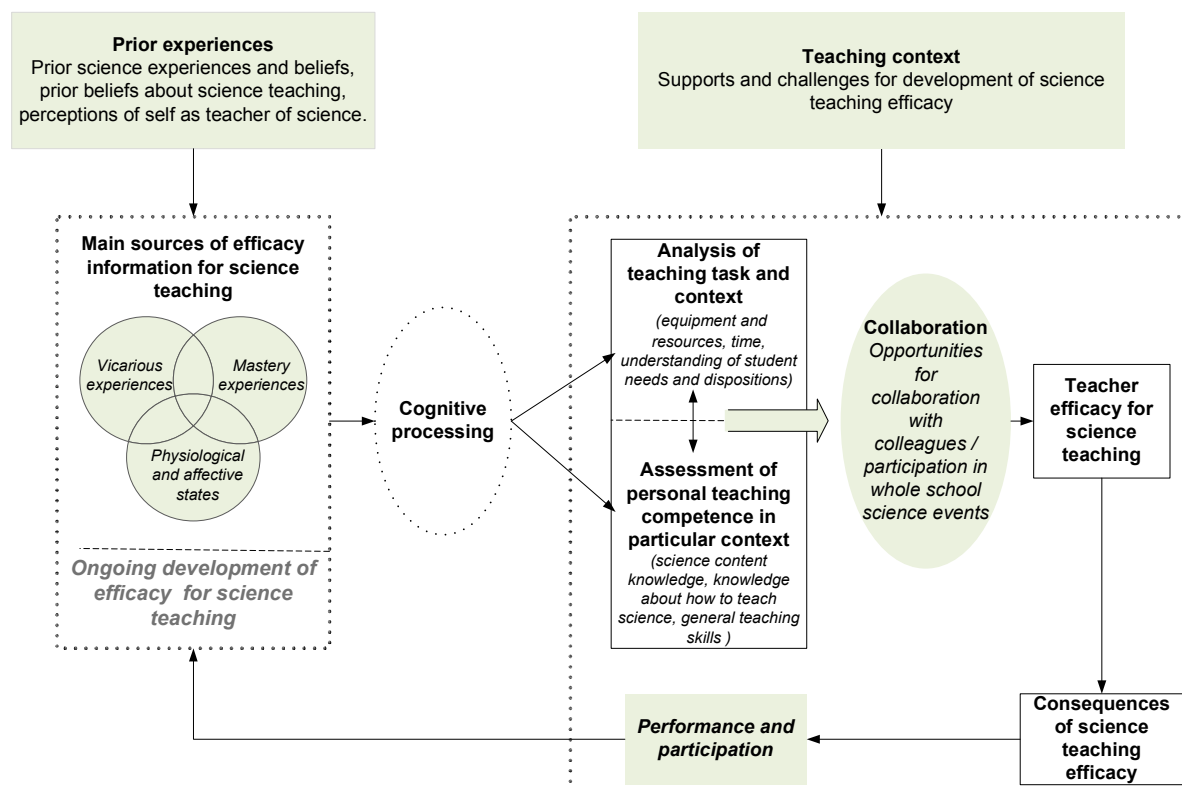 Prior experiences
Prior science experiences and beliefs,
prior beliefs about science teaching,
perceptions of self as teacher of science.
Teaching context
Supports and challenges for development of science
teaching efficacy
Main sources of efficacy
information for science
teaching
Vicarious
experiences
Mastery
experiences
Physiological
and affective
states
Ongoing development of
efficacy for science
teaching
Cognitive
processing
Analysis of
teaching task and
context
(equipment and
resources, time,
understanding of student
needs and dispositions)
Assessment of
personal teaching
competence in
particular context
(science content
knowledge, knowledge
about how to teach
science, general teaching
skills )
Collaboration
Opportunities
for
collaboration
with
colleagues /
participation in
whole school
science events
Teacher
efficacy for
science
teaching
Consequences
of science
teaching
efficacy
Performance and
participation